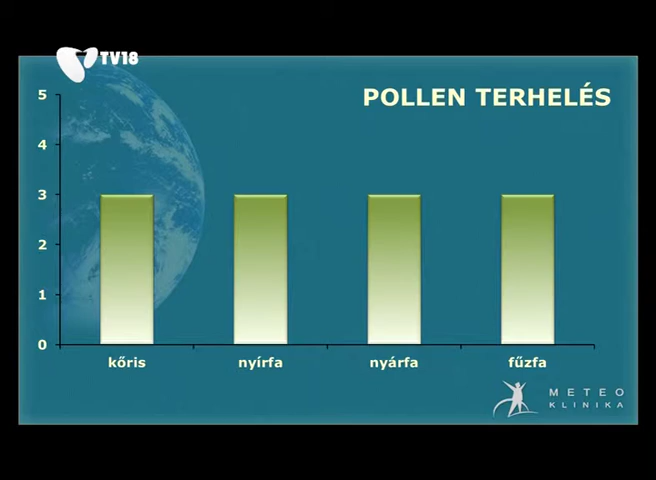 TV18
POLLEN TERHELÉS
5
4
3
2
1
0
kőris nyírfa nyárfa fűzfa
METEO
KLINIKA